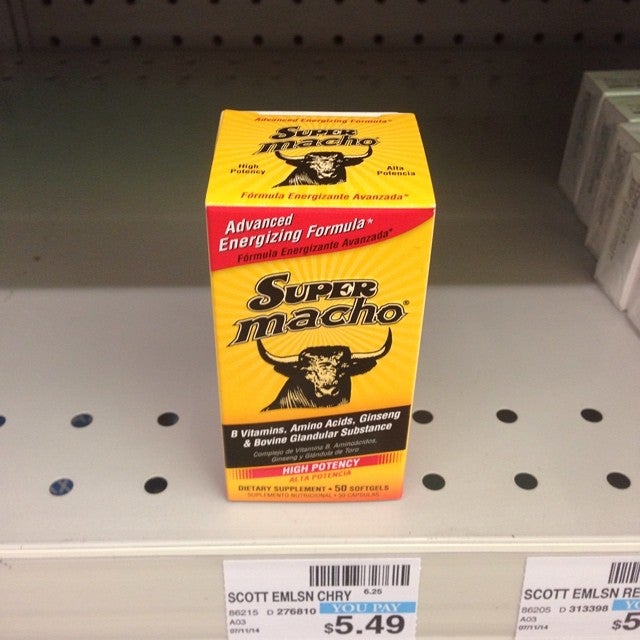 Advanced Energizing Formula*
SUPER
macho
High
Potency
Alta
Potencia
Fórmula Energizante Avanzada*
Advanced
Energizing Formula*
Fórmula Energizante Avanzada*
SUPER
macho®
B Vitamins, Amino Acids, Ginseng
& Bovine Glandular Substance
Complejo de Vitamina B, Aminoácidos,
Ginseng y Glándula de Toro
HIGH POTENCY
ALTA POTENCIA
DIETARY SUPPLEMENT • 50 SOFTGELS
SUPLEMENTO NUTRICIONAL • 50 CAPSULAS
6.25
SCOTT EMLSN CHRY
86215 D 276810
YOU PAY
A03
07/11/14
$5.49
SCOTT EMLSN RE
86205 D 313398
YO
A03
07/11/14
$5